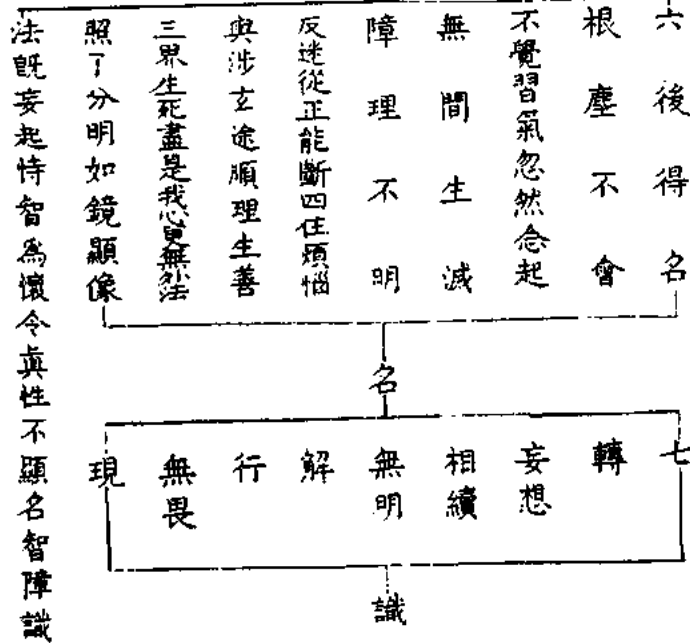 六後得名
根塵不會
不覺習氣忽然念起
無間生滅
障理不明
反迷從正能斷四住煩惱
與涉玄途順理生善
三界生死盡是我心更無外法
照了分明如鏡顯像
法既妄起恃智為懷令真性不顯名智障識
名
七
轉
妄想
相續
無明
解
行
無畏
現
識